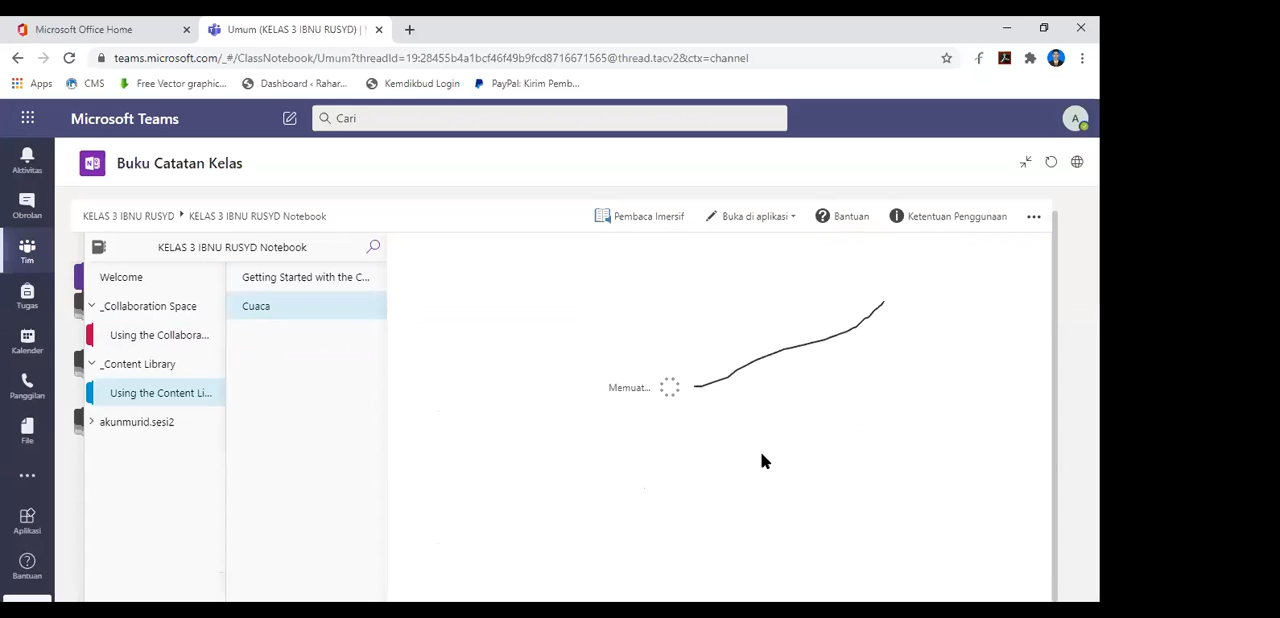 Microsoft Office Home
Umum (KELAS 3 IBNU RUSYD) |
teams.microsoft.com/_#/ClassNotebook/Umum?threadId=19:28455b4a1bcf46f49b9fcd8716671565@thread.tacv2&ctx=channel
Apps CMS Free Vector graphic... Dashboard ‹ Rahar... Kemdikbud Login PayPal: Kirim Pemb...
Microsoft Teams
Cari
A
Aktivitas
Obrolan
Tim
Tugas
Kalender
Panggilan
File
Aplikasi
Bantuan
Buku Catatan Kelas
KELAS 3 IBNU RUSYD KELAS 3 IBNU RUSYD Notebook
Pembaca Imersif Buka di aplikasi Bantuan Ketentuan Penggunaan
KELAS 3 IBNU RUSYD Notebook
Welcome
_Collaboration Space
Using the Collabora...
_Content Library
Using the Content Li...
akunmurid.sesi2
Getting Started with the C...
Cuaca
Memuat...